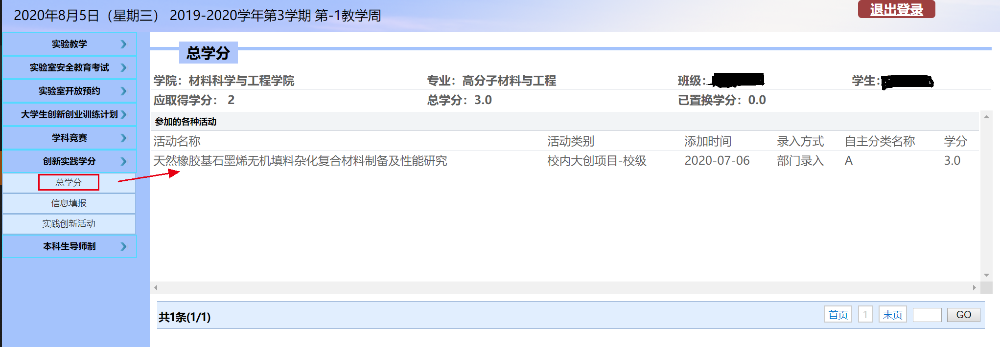 2020年8月5日（星期三） 2019-2020学年第3学期 第-1教学周
退出登录
实验教学
实验室安全教育考试
实验室开放预约
大学生创新创业训练计划
学科竞赛
创新实践学分
总学分
信息填报
实践创新活动
本科生导师制
总学分
学院：材料科学与工程学院 专业：高分子材料与工程 班级： 学生：
应取得学分： 2 总学分：3.0 已置换学分：0.0
参加的各种活动
活动名称 活动类别 添加时间 录入方式 自主分类名称 学分
天然橡胶基石墨烯无机填料杂化复合材料制备及性能研究 校内大创项目-校级 2020-07-06 部门录入 A 3.0
共1条(1/1) 首页 1 末页 GO